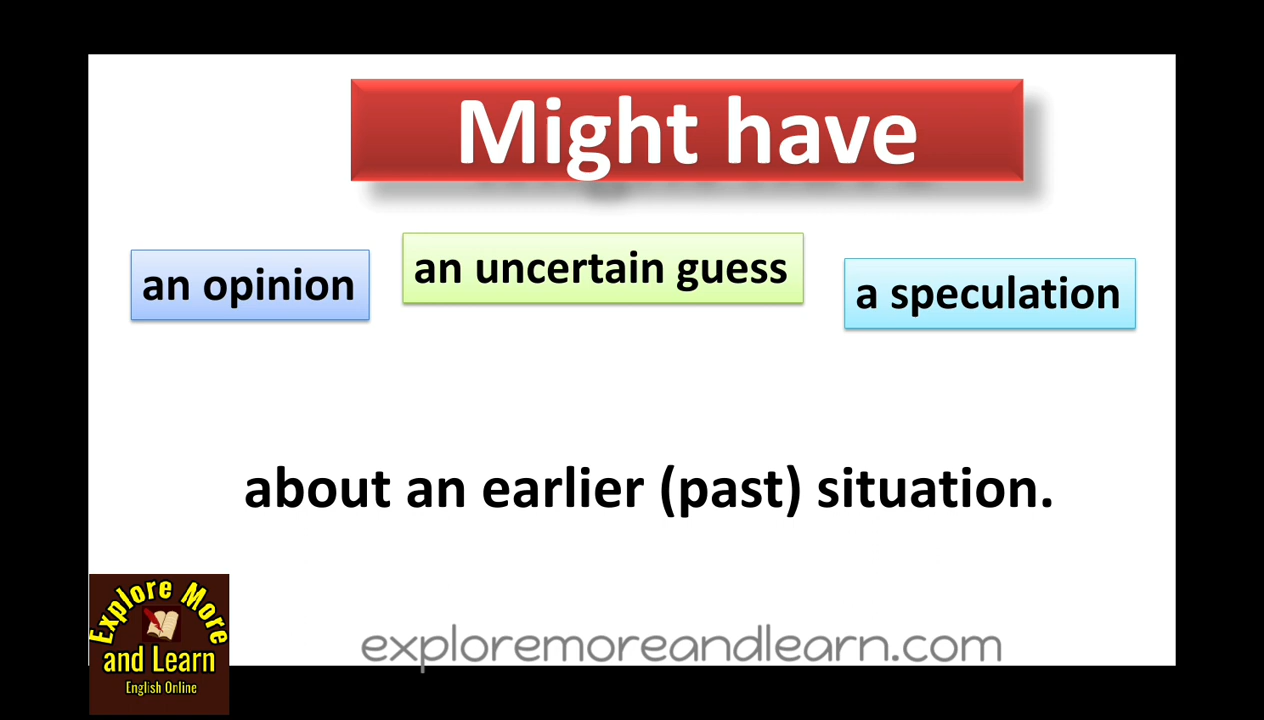 Might have
an opinion
an uncertain guess
a speculation
about an earlier (past) situation.
Explore More
and Learn
English Online
exploremoreandlearn.com